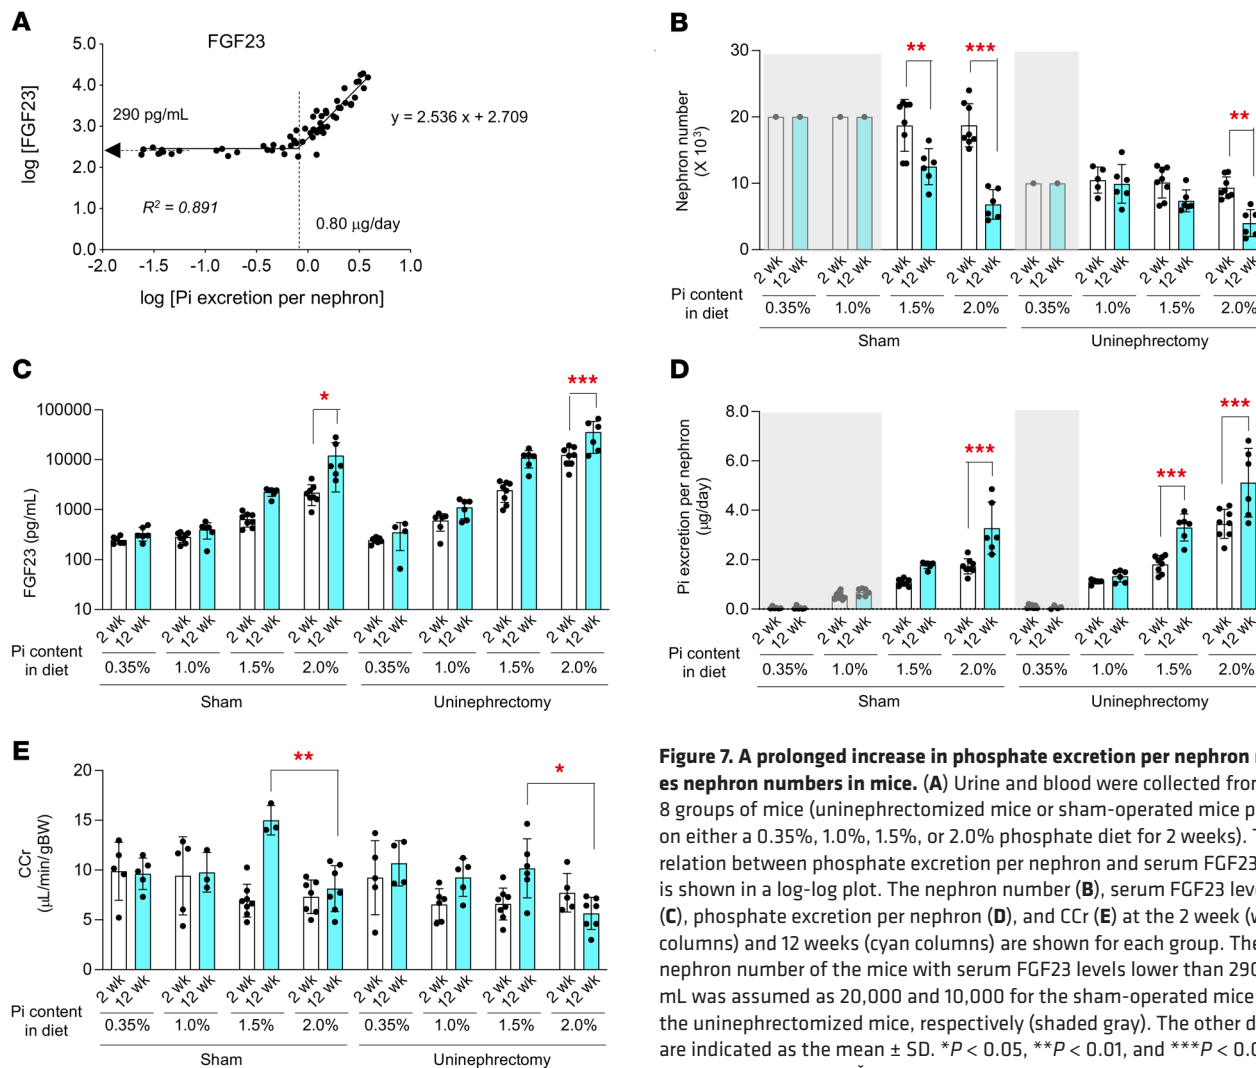 A
FGF23
log [FGF23]
5.0
4.0
3.0
2.0
1.0
0.0
290 pg/mL
y = 2.536 x + 2.709
R² = 0.891
0.80 µg/day
-2.0 -1.5 -1.0 -0.5 0.0 0.5 1.0
log [Pi excretion per nephron]
B
Nephron number
(X 10³)
30
20
10
0
** *** **
2 wk 12 wk 2 wk 12 wk 2 wk 12 wk 2 wk 12 wk 2 wk 12 wk 2 wk 12 wk 2 wk 12 wk 2 wk 12 wk
Pi content
in diet
0.35% 1.0% 1.5% 2.0% 0.35% 1.0% 1.5% 2.0%
Sham Uninephrectomy
C
FGF23 (pg/mL)
100000
10000
1000
100
10
* ***
2 wk 12 wk 2 wk 12 wk 2 wk 12 wk 2 wk 12 wk 2 wk 12 wk 2 wk 12 wk 2 wk 12 wk 2 wk 12 wk
Pi content
in diet
0.35% 1.0% 1.5% 2.0% 0.35% 1.0% 1.5% 2.0%
Sham Uninephrectomy
D
Pi excretion per nephron
(µg/day)
8.0
6.0
4.0
2.0
0.0
*** *** ***
2 wk 12 wk 2 wk 12 wk 2 wk 12 wk 2 wk 12 wk 2 wk 12 wk 2 wk 12 wk 2 wk 12 wk 2 wk 12 wk
Pi content
in diet
0.35% 1.0% 1.5% 2.0% 0.35% 1.0% 1.5% 2.0%
Sham Uninephrectomy
E
CCr
(µL/min/gBW)
20
15
10
5
0
** *
2 wk 12 wk 2 wk 12 wk 2 wk 12 wk 2 wk 12 wk 2 wk 12 wk 2 wk 12 wk 2 wk 12 wk 2 wk 12 wk
Pi content
in diet
0.35% 1.0% 1.5% 2.0% 0.35% 1.0% 1.5% 2.0%
Sham Uninephrectomy
Figure 7. A prolonged increase in phosphate excretion per nephron
es nephron numbers in mice. (A) Urine and blood were collected from
8 groups of mice (uninephrectomized mice or sham-operated mice
on either a 0.35%, 1.0%, 1.5%, or 2.0% phosphate diet for 2 weeks).
relation between phosphate excretion per nephron and serum FGF23
is shown in a log-log plot. The nephron number (B), serum FGF23
(C), phosphate excretion per nephron (D), and CCr (E) at the 2 week
columns) and 12 weeks (cyan columns) are shown for each group. The
nephron number of the mice with serum FGF23 levels lower than 290
mL was assumed as 20,000 and 10,000 for the sham-operated mice
the uninephrectomized mice, respectively (shaded gray). The other
are indicated as the mean ± SD. *P < 0.05, **P < 0.01, and ***P <